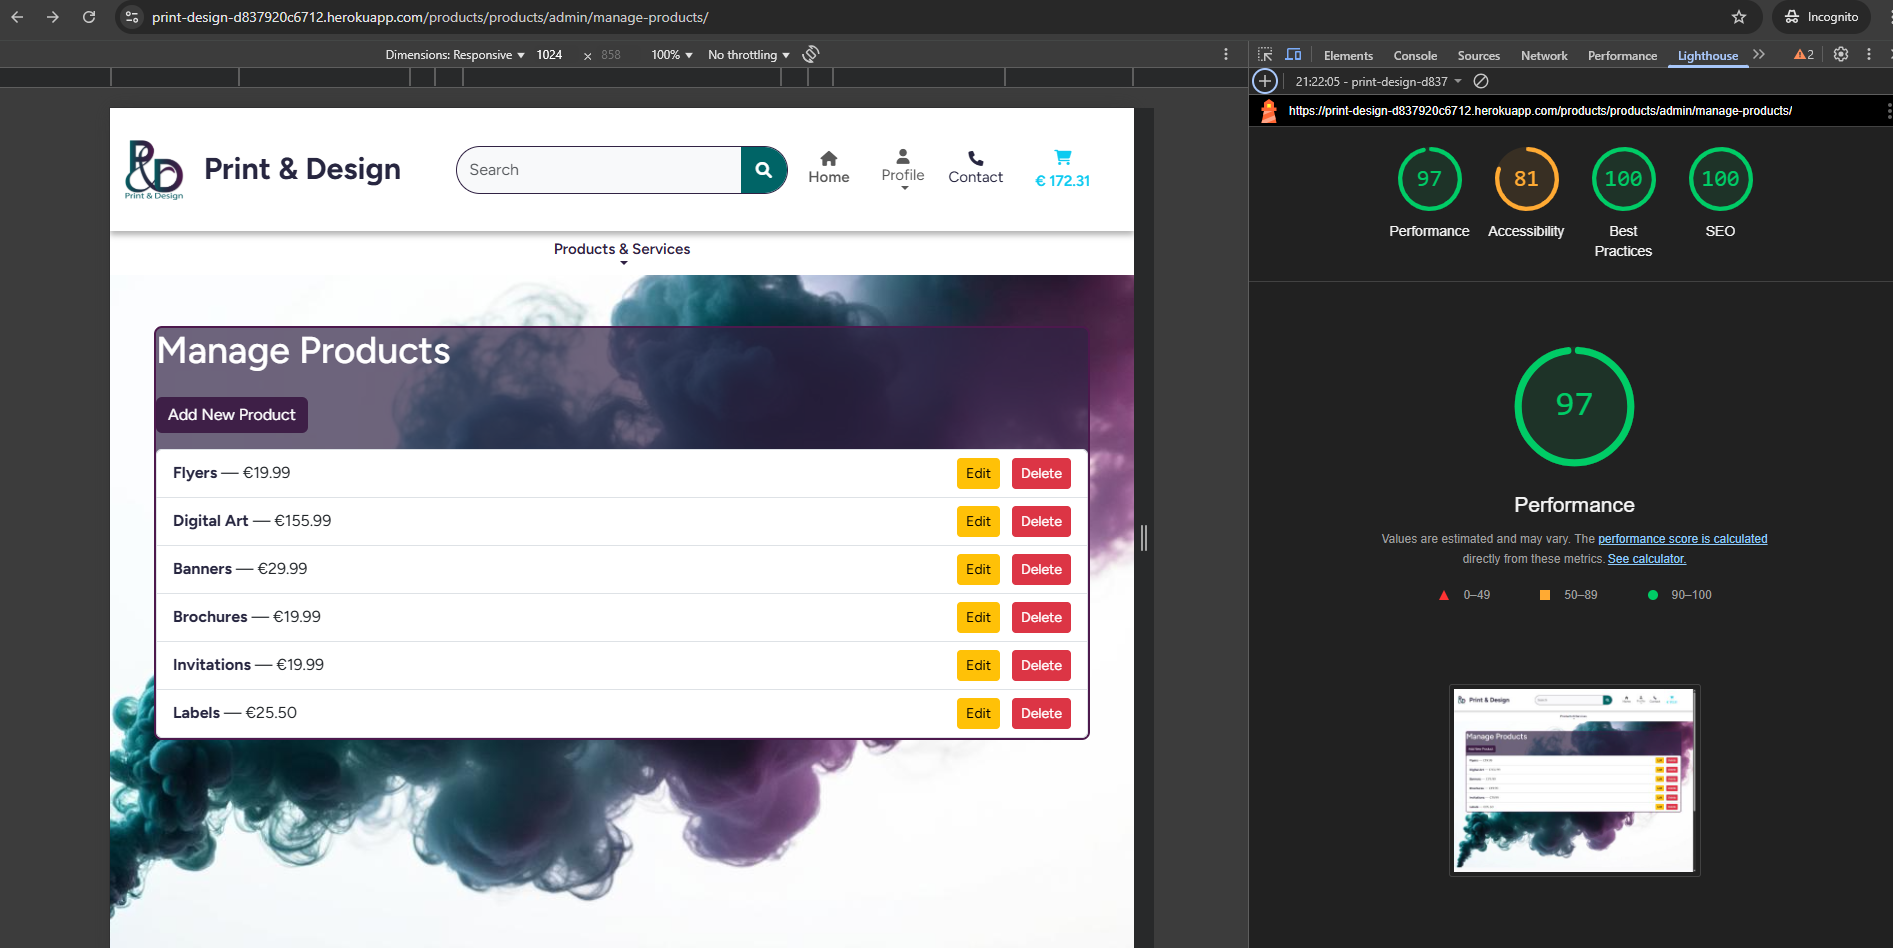 print-design-d837920c6712.herokuapp.com/products/products/admin/manage-products/
Incognito
Dimensions: Responsive 1024 × 858 100% No throttling
Elements Console Sources Network Performance Lighthouse 2
21:22:05 - print-design-d837
https://print-design-d837920c6712.herokuapp.com/products/products/admin/manage-products/
Print & Design
Print & Design
Search
Home
Profile
Contact
€ 172.31
Products & Services
Manage Products
Add New Product
Flyers — €19.99 Edit Delete
Digital Art — €155.99 Edit Delete
Banners — €29.99 Edit Delete
Brochures — €19.99 Edit Delete
Invitations — €19.99 Edit Delete
Labels — €25.50 Edit Delete
97 81 100 100
Performance Accessibility Best Practices SEO
97
Performance
Values are estimated and may vary. The performance score is calculated
directly from these metrics. See calculator.
0–49 50–89 90–100
Print & Design
Manage Products